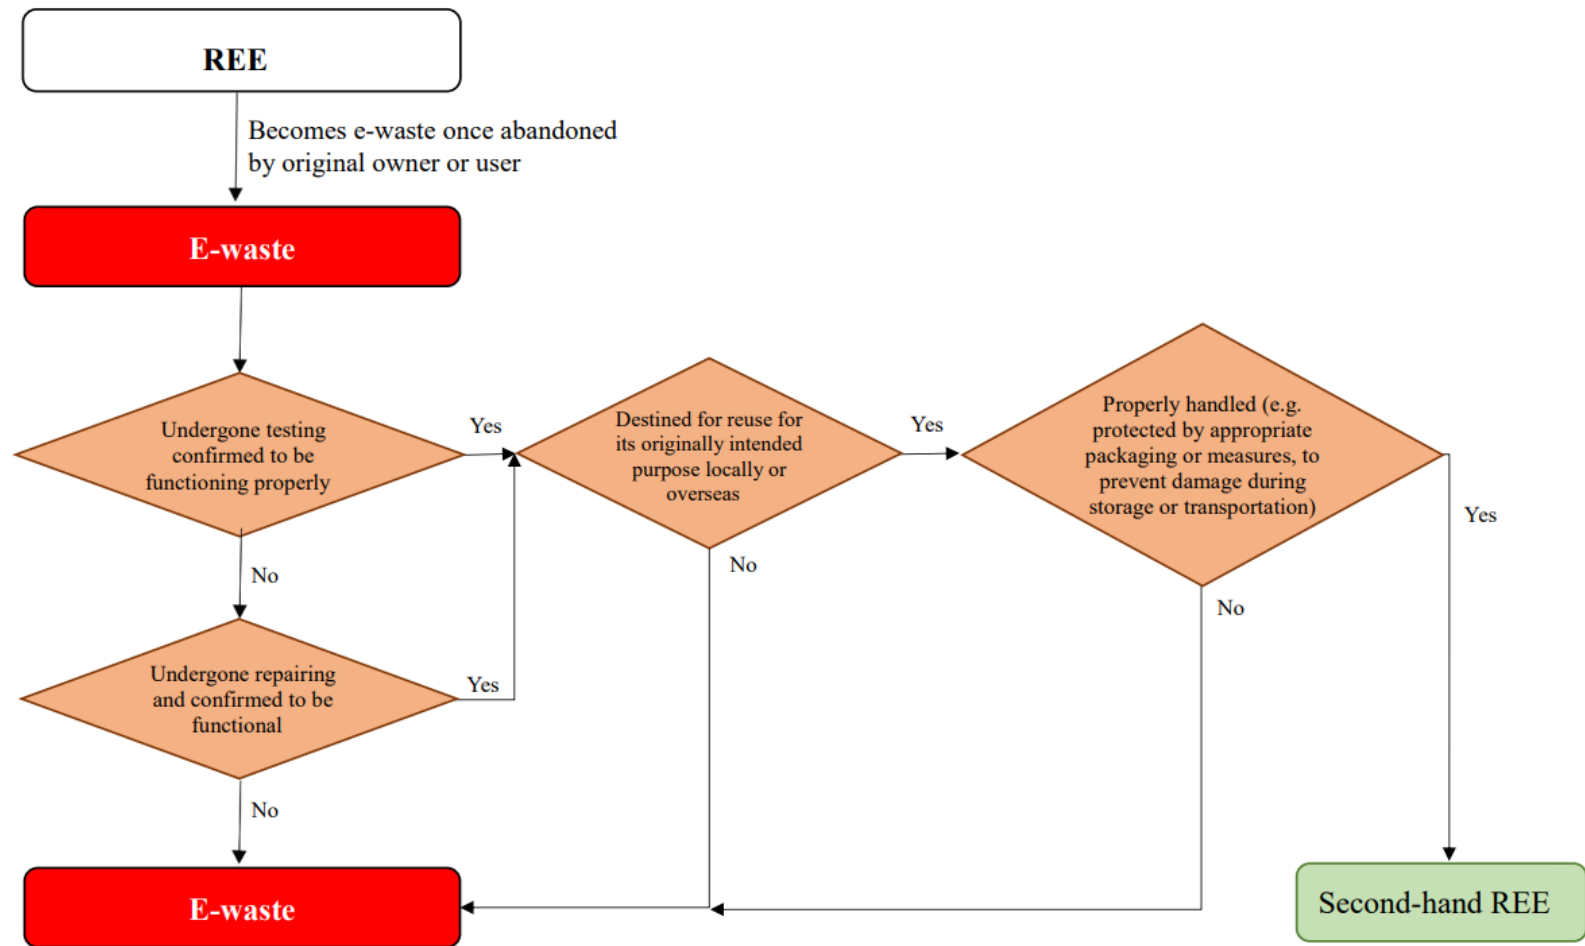 REE
Becomes e-waste once abandoned
by original owner or user
E-waste
Undergone testing
confirmed to be
functioning properly
Yes
Destined for reuse for
its originally intended
purpose locally or
overseas
Yes
Properly handled (e.g.
protected by appropriate
packaging or measures, to
prevent damage during
storage or transportation)
Yes
No
No
No
Undergone repairing
and confirmed to be
functional
Yes
No
E-waste
Second-hand REE